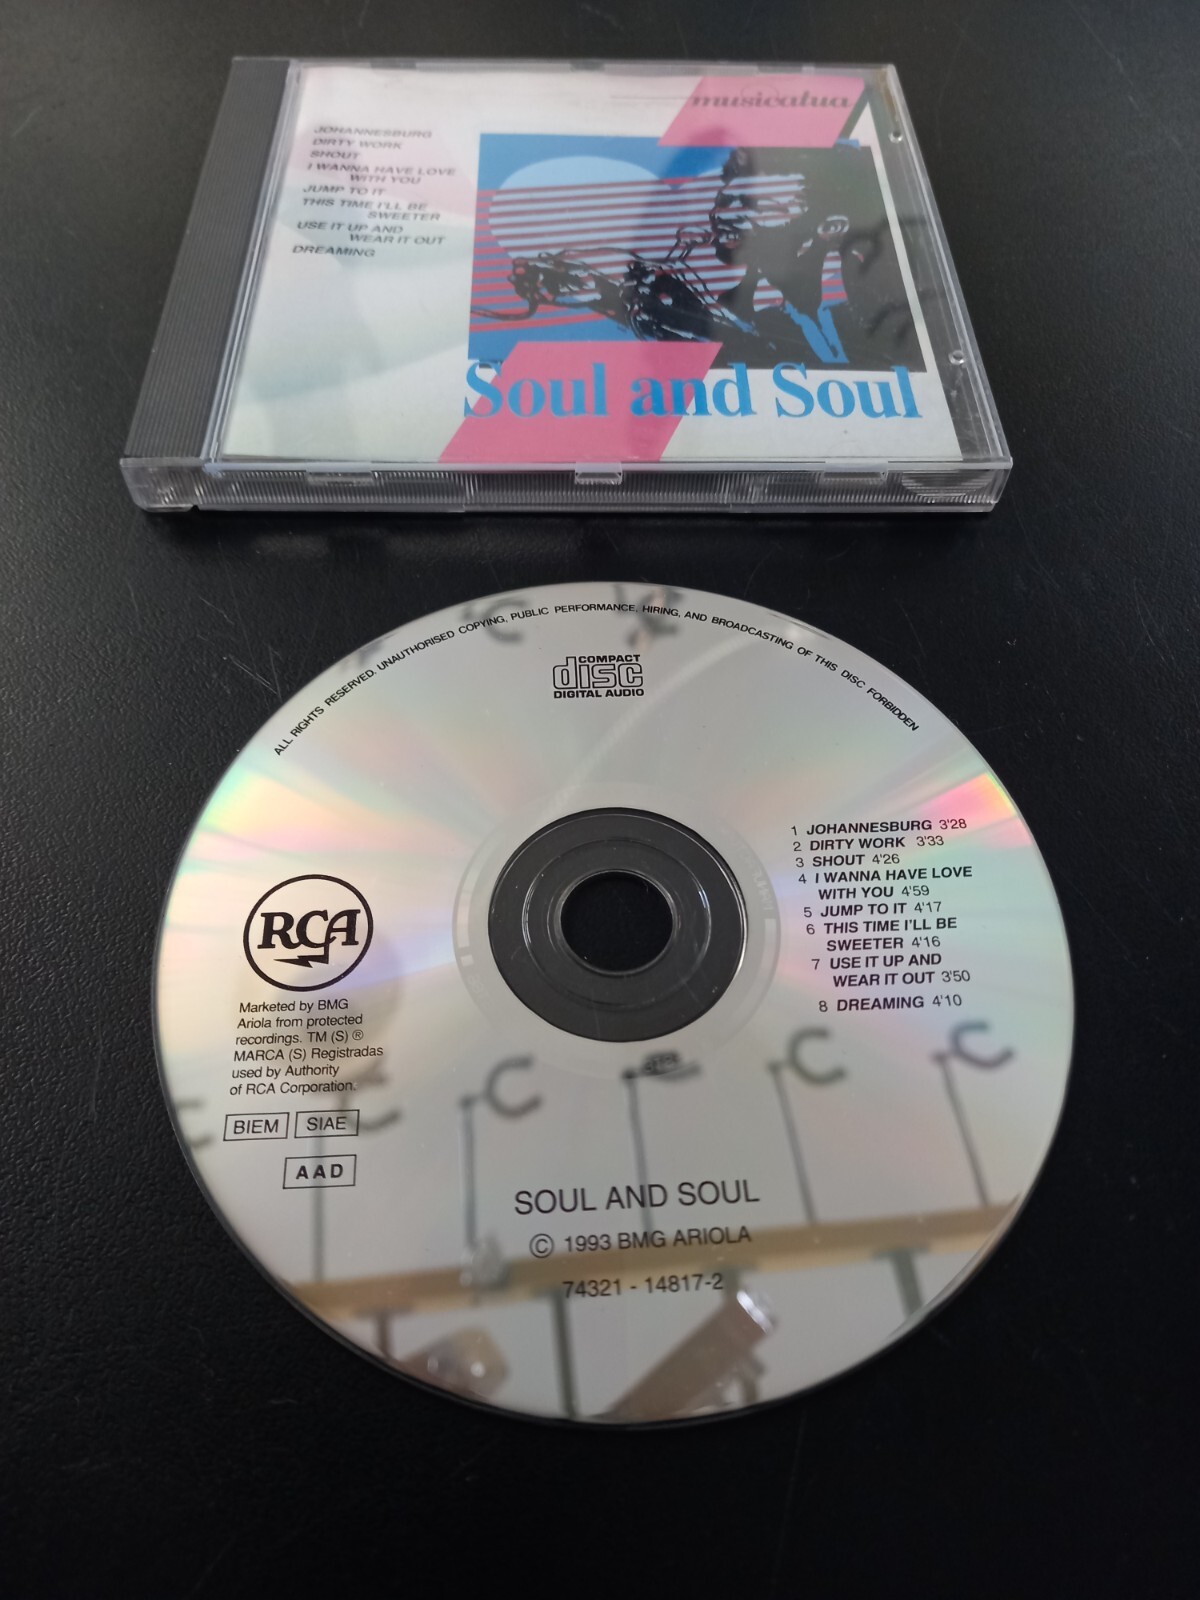 musicatua
JOHANNESBURG
DIRTY WORK
SHOUT
I WANNA HAVE LOVE
WITH YOU
JUMP TO IT
THIS TIME I'LL BE
SWEETER
USE IT UP AND
WEAR IT OUT
DREAMING
Soul and Soul
ALL RIGHTS RESERVED. UNAUTHORISED COPYING, PUBLIC PERFORMANCE, HIRING, AND BROADCASTING OF THIS DISC FORBIDDEN
COMPACT
disc
DIGITAL AUDIO
RCA
Marketed by BMG
Ariola from protected
recordings. TM (S) ®
MARCA (S) Registradas
used by Authority
of RCA Corporation.
BIEM SIAE
AAD
1 JOHANNESBURG 3'28
2 DIRTY WORK 3'33
3 SHOUT 4'26
4 I WANNA HAVE LOVE
WITH YOU 4'59
5 JUMP TO IT 4'17
6 THIS TIME I'LL BE
SWEETER 4'16
7 USE IT UP AND
WEAR IT OUT 3'50
8 DREAMING 4'10
SOUL AND SOUL
© 1993 BMG ARIOLA
74321 - 14817-2